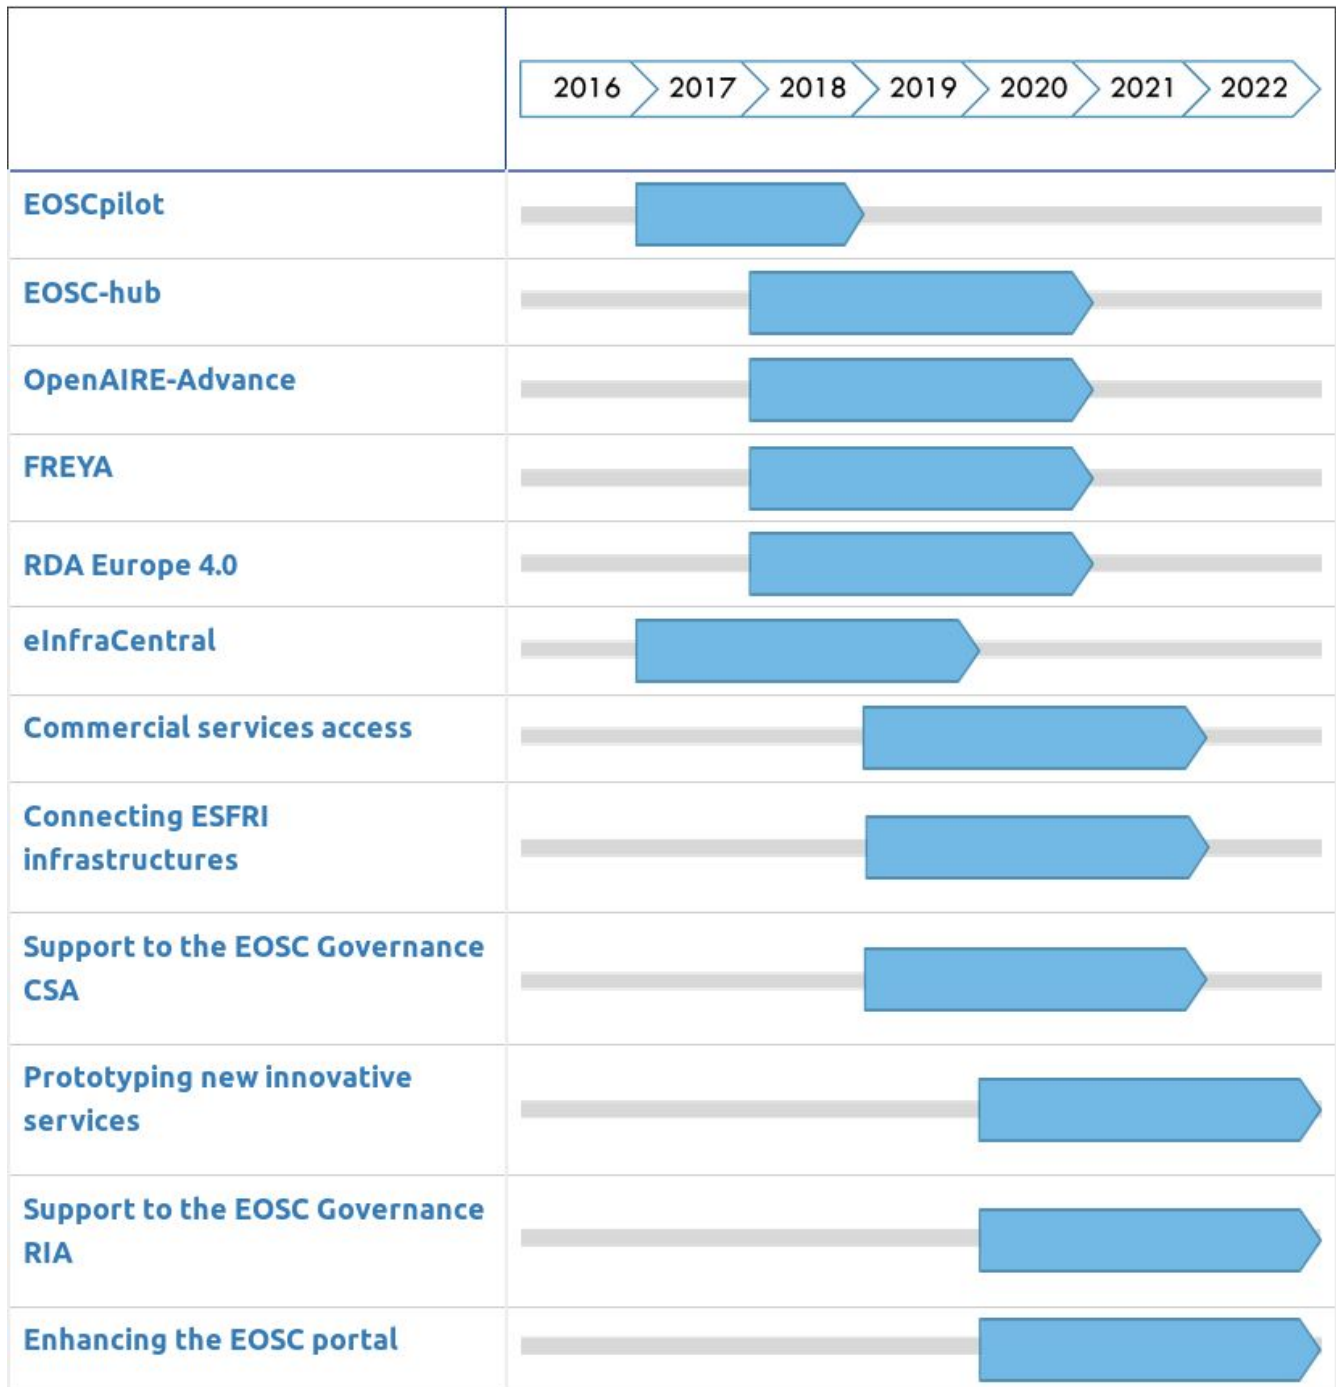 2016 2017 2018 2019 2020 2021 2022
EOSCpilot
EOSC-hub
OpenAIRE-Advance
FREYA
RDA Europe 4.0
eInfraCentral
Commercial services access
Connecting ESFRI
infrastructures
Support to the EOSC Governance
CSA
Prototyping new innovative
services
Support to the EOSC Governance
RIA
Enhancing the EOSC portal